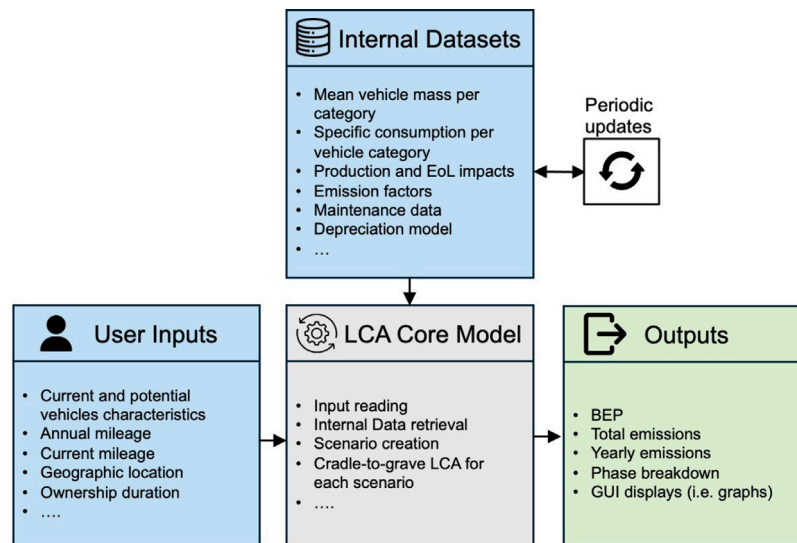 Internal Datasets
• Mean vehicle mass per
category
• Specific consumption per
vehicle category
• Production and EoL impacts
• Emission factors
• Maintenance data
• Depreciation model
• ...
Periodic
updates
User Inputs
• Current and potential
vehicles characteristics
• Annual mileage
• Current mileage
• Geographic location
• Ownership duration
• ....
LCA Core Model
• Input reading
• Internal Data retrieval
• Scenario creation
• Cradle-to-grave LCA for
each scenario
• ....
Outputs
• BEP
• Total emissions
• Yearly emissions
• Phase breakdown
• GUI displays (i.e. graphs)